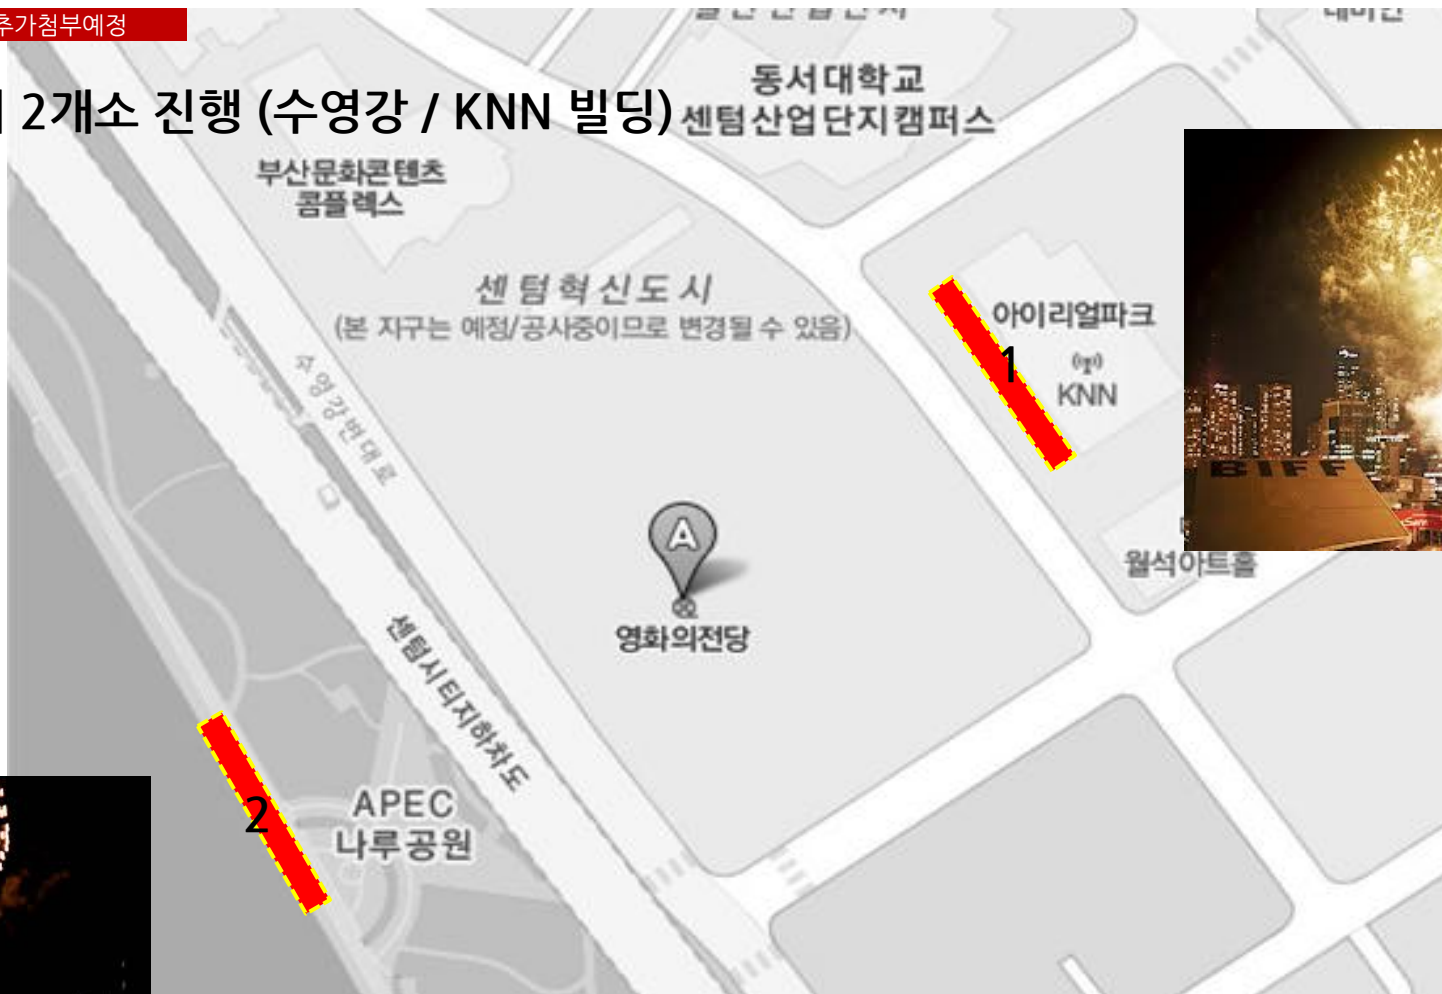 추가첨부예정
2개소 진행 (수영강 / KNN 빌딩)
동서대학교
센텀산업단지캠퍼스
부산문화콘텐츠
콤플렉스
센텀혁신도시
(본 지구는 예정/공사중이므로 변경될 수 있음)
아이리얼파크
1
KNN
수영강변대로
BIFF
A
월석아트홀
영화의전당
센텀시티지하차도
2
APEC
나루공원